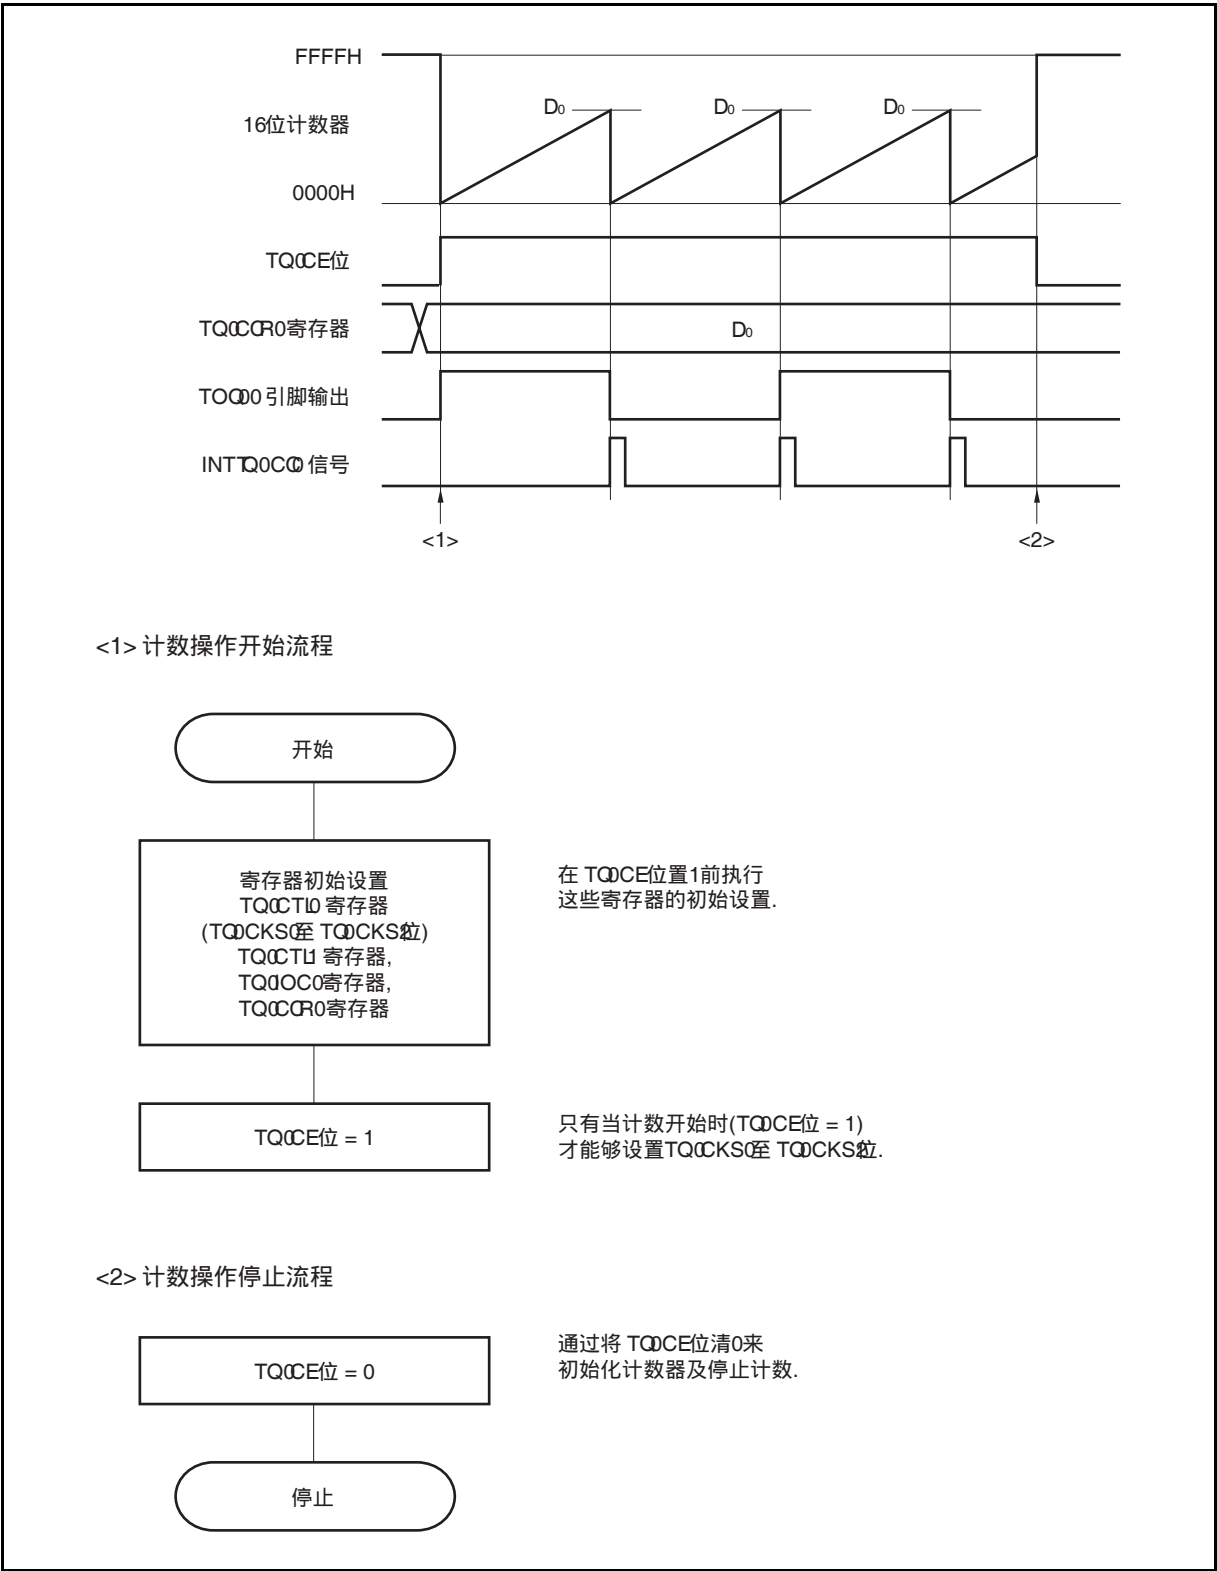 FFFFH
D0 D0 D0
16位计数器
0000H
TQ0CE位
TQ0CCR0寄存器
D0
TOQ00 引脚输出
INTTQ0CC0 信号
<1> <2>
<1> 计数操作开始流程
开始
寄存器初始设置
TQ0CTL0 寄存器
(TQ0CKS0至 TQ0CKS2位)
TQ0CTL1 寄存器,
TQ0IOC0寄存器,
TQ0CCR0寄存器
在 TQ0CE位置1前执行
这些寄存器的初始设置.
TQ0CE位 = 1
只有当计数开始时(TQ0CE位 = 1)
才能够设置TQ0CKS0至 TQ0CKS2位.
<2> 计数操作停止流程
TQ0CE位 = 0
通过将 TQ0CE位清0来
初始化计数器及停止计数.
停止